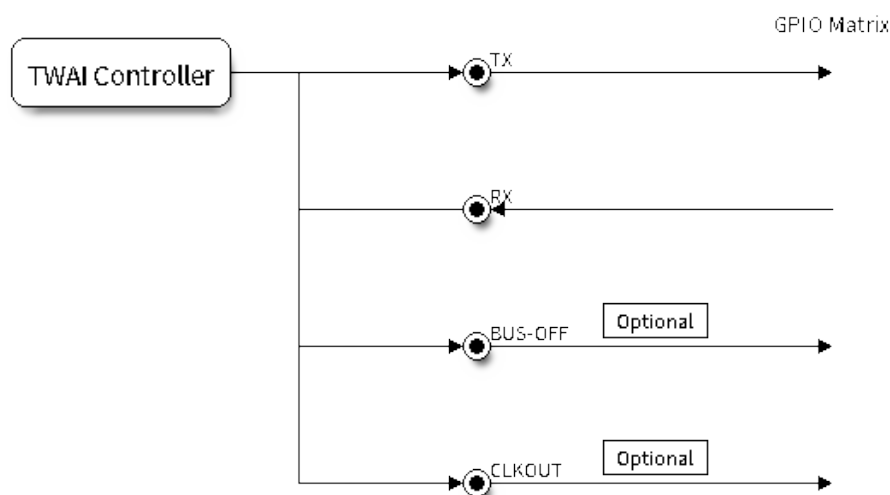 GPIO Matrix
TWAI Controller
TX
RX
BUS-OFF
Optional
CLKOUT
Optional